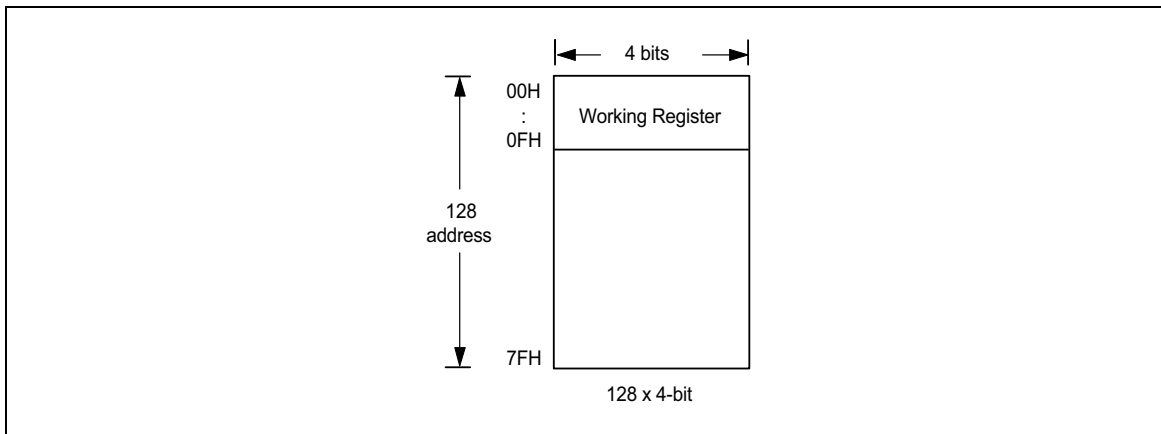 4 bits
00H
:
0FH
Working Register
128
address
7FH
128 x 4-bit